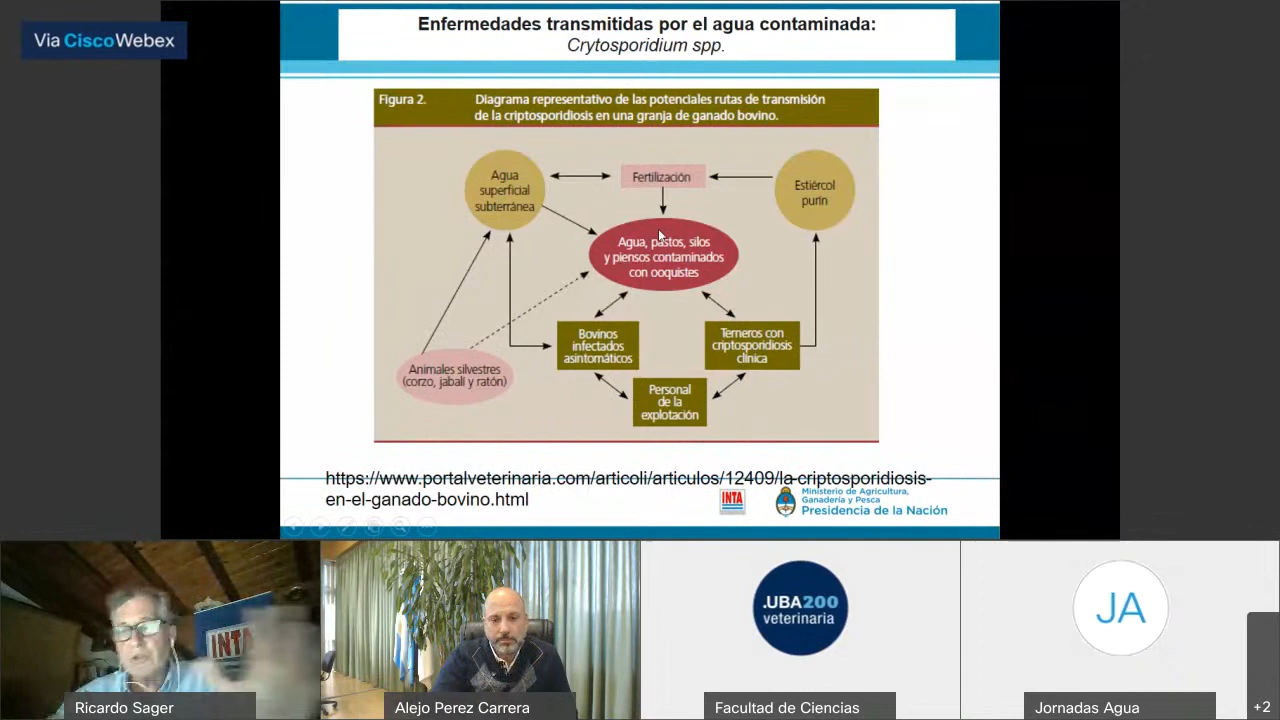 Via CiscoWebex
Enfermedades transmitidas por el agua contaminada:
Crytosporidium spp.
Figura 2.
Diagrama representativo de las potenciales rutas de transmisión
de la criptosporidiosis en una granja de ganado bovino.
Agua
superficial
subterránea
Fertilización
Estiércol
purín
Agua, pastos, silos
y piensos contaminados
con ooquistes
Bovinos
infectados
asintomáticos
Terneros con
criptosporidiosis
clínica
Animales silvestres
(corzo, jabalí y ratón)
Personal
de la
explotación
https://www.portalveterinaria.com/articoli/articulos/12409/la-criptosporidiosis-
en-el-ganado-bovino.html
INTA
Ministerio de Agricultura,
Ganadería y Pesca
Presidencia de la Nación
INTA
.UBA200
veterinaria
JA
Ricardo Sager
Alejo Perez Carrera
Facultad de Ciencias
Jornadas Agua
+2